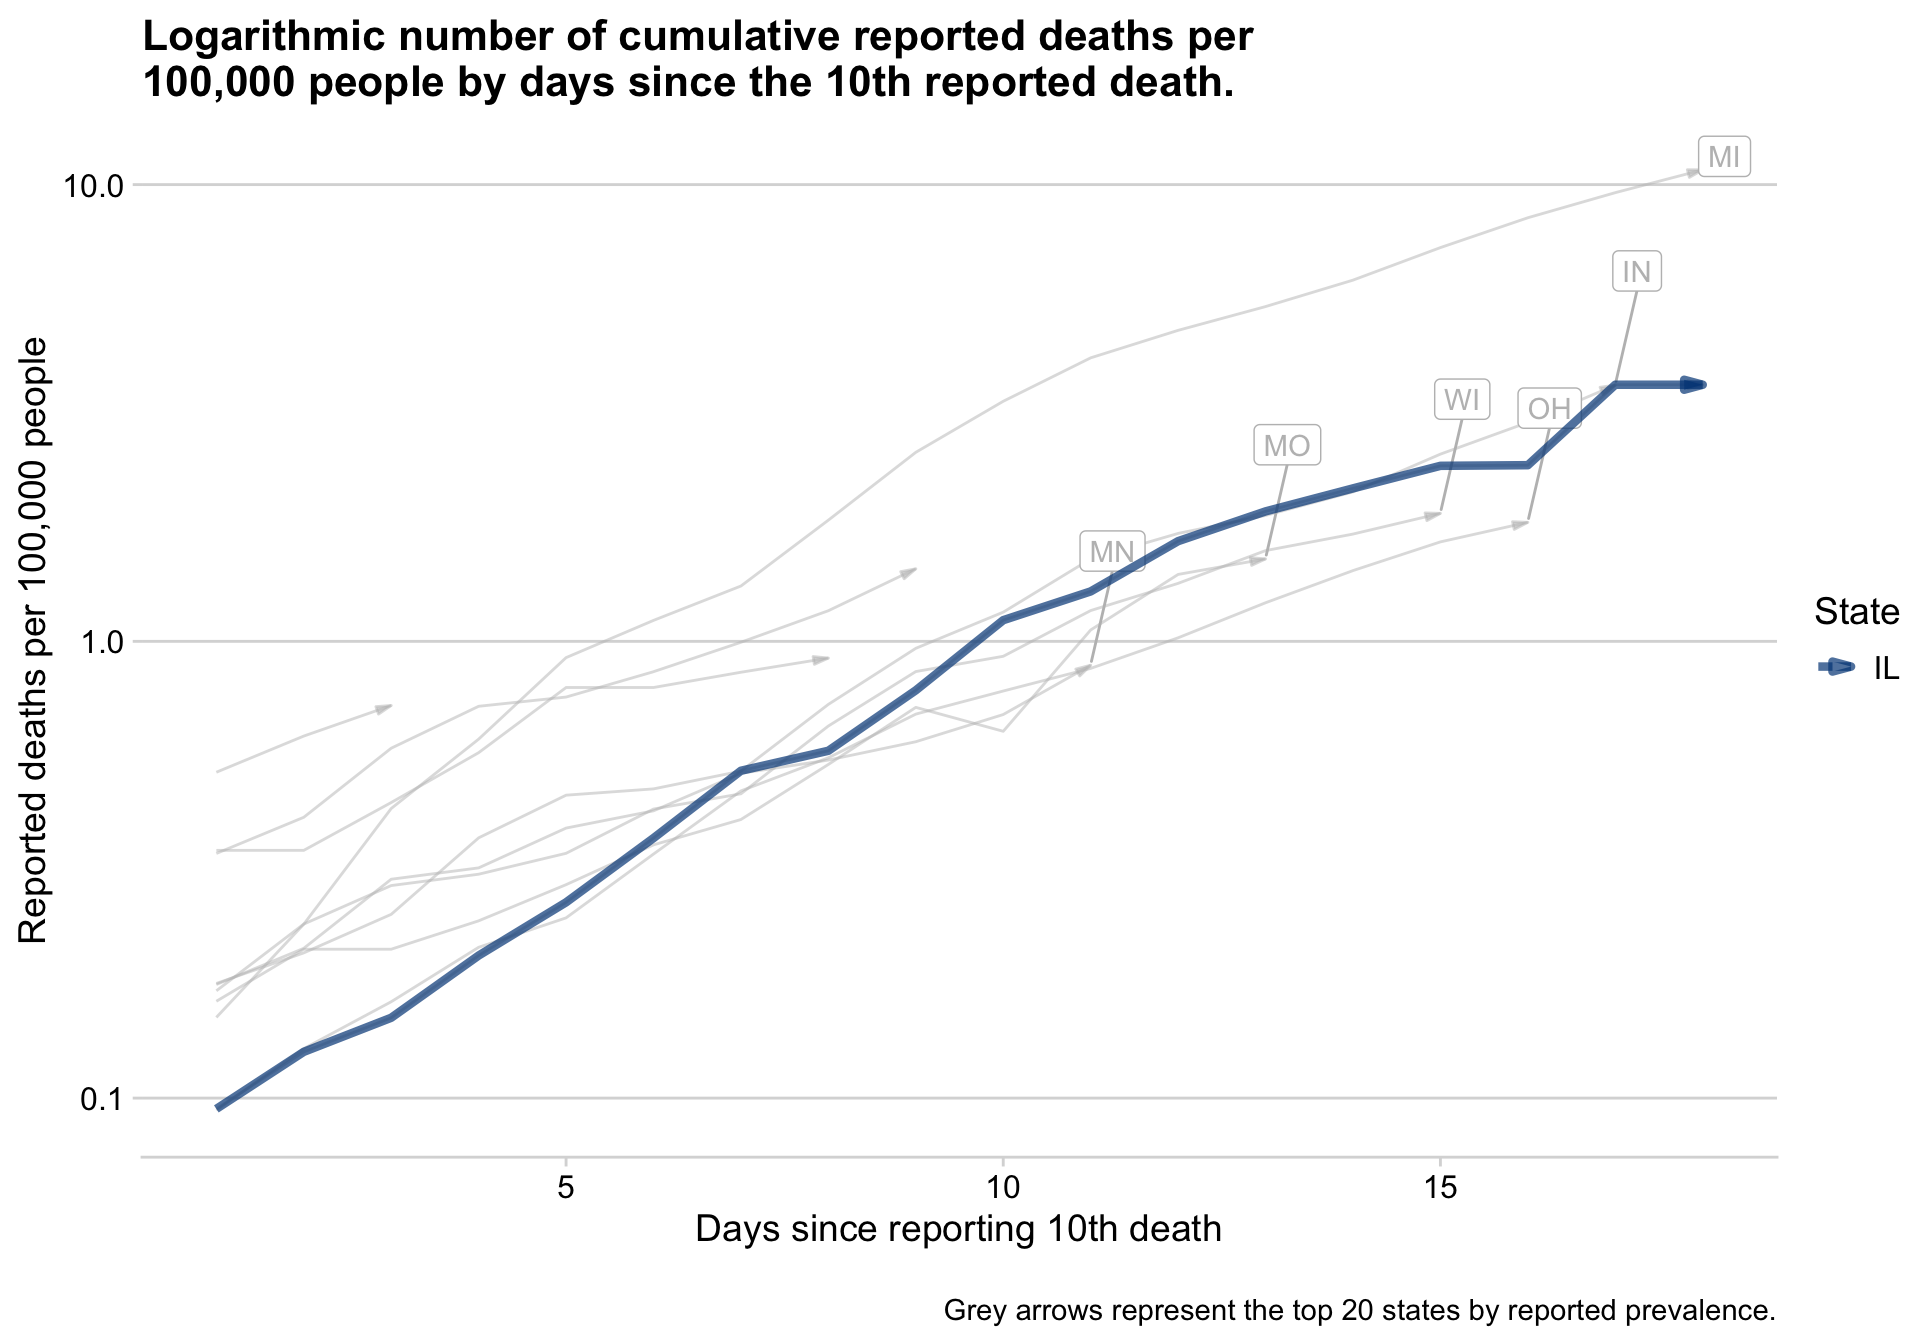 Logarithmic number of cumulative reported deaths per
100,000 people by days since the 10th reported death.
Reported deaths per 100,000 people
10.0
1.0
0.1
MI
IN
WI
OH
MO
MN
State
IL
5
10
15
Days since reporting 10th death
Grey arrows represent the top 20 states by reported prevalence.